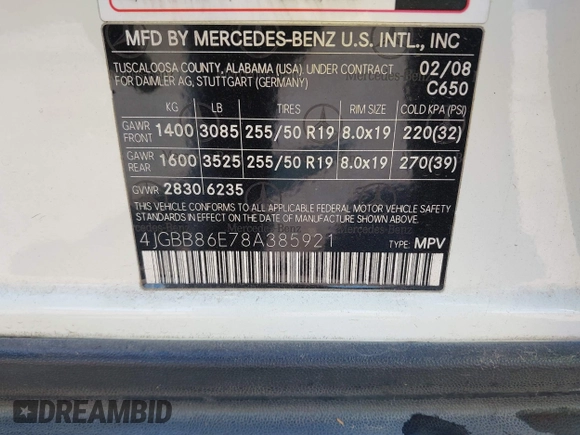 MFD BY MERCEDES-BENZ U.S. INTL., INC
TUSCALOOSA COUNTY, ALABAMA (USA). UNDER CONTRACT 02/08
FOR DAIMLER AG, STUTTGART (GERMANY) C650
KG LB TIRES RIM SIZE COLD KPA (PSI)
GAWR FRONT 1400 3085 255/50 R19 8.0x19 220(32)
GAWR REAR 1600 3525 255/50 R19 8.0x19 270(39)
GVWR 2830 6235
THIS VEHICLE CONFORMS TO ALL APPLICABLE FEDERAL MOTOR VEHICLE SAFETY
STANDARDS IN EFFECT ON THE DATE OF MANUFACTURE SHOWN ABOVE.
4JGBB86E78A385921 TYPE: MPV
DREAMBID